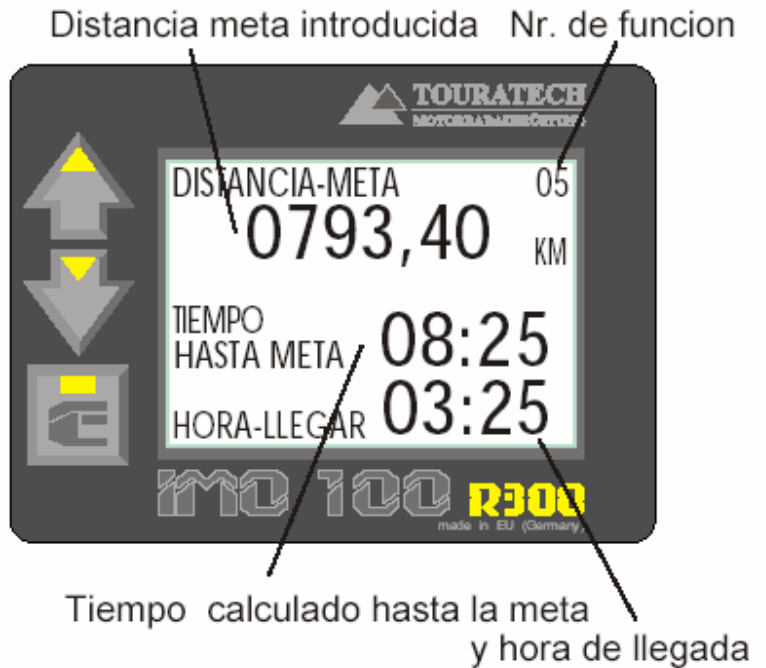 Distancia meta introducida Nr. de funcion
TOURATECH
MOTORRADAUSRÜSTUNG
DISTANCIA-META 05
0793,40 KM
TIEMPO
HASTA META 08:25
HORA-LLEGAR 03:25
IMO 100 R300
made in EU (Germany)
Tiempo calculado hasta la meta
y hora de llegada